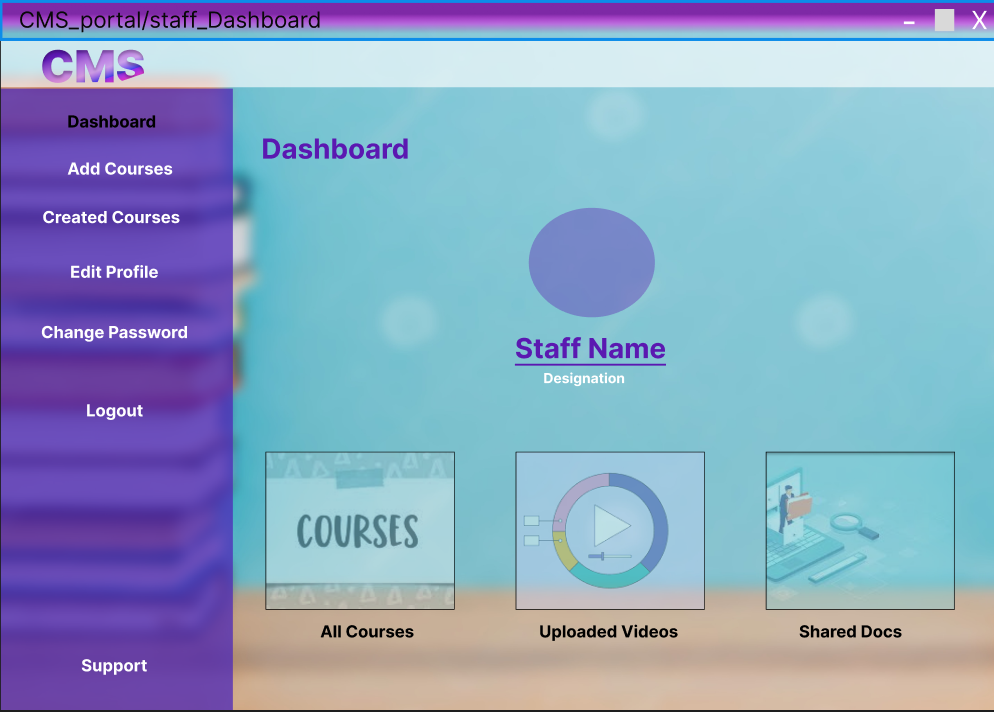 CMS_portal/staff_Dashboard
CMS
Dashboard
Add Courses
Created Courses
Edit Profile
Change Password
Logout
Support
Dashboard
Staff Name
Designation
COURSES
All Courses
Uploaded Videos
Shared Docs